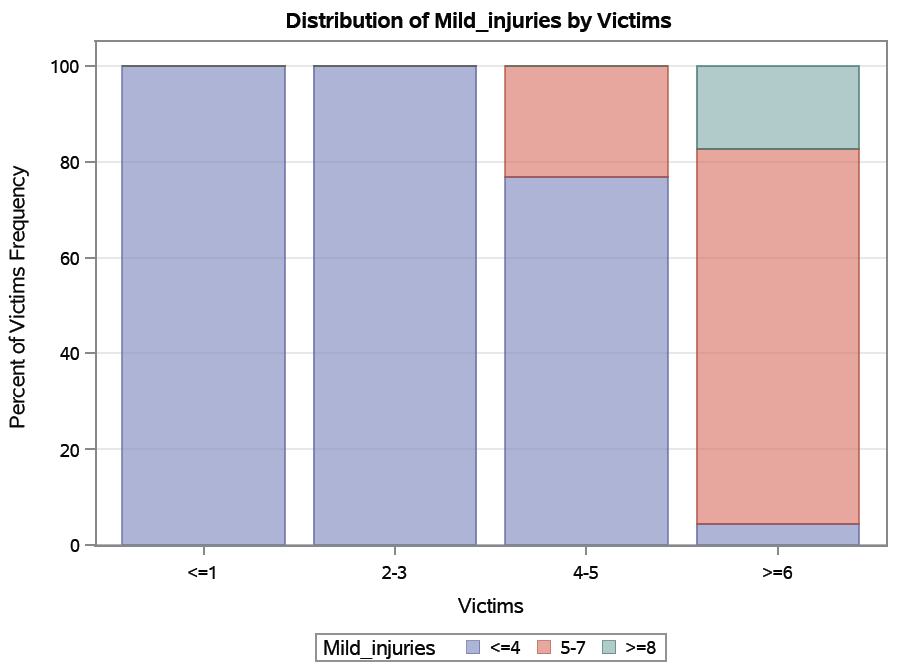 Distribution of Mild_injuries by Victims
Percent of Victims Frequency
100
80
60
40
20
0
<=1 2-3 4-5 >=6
Victims
Mild_injuries <=4 5-7 >=8